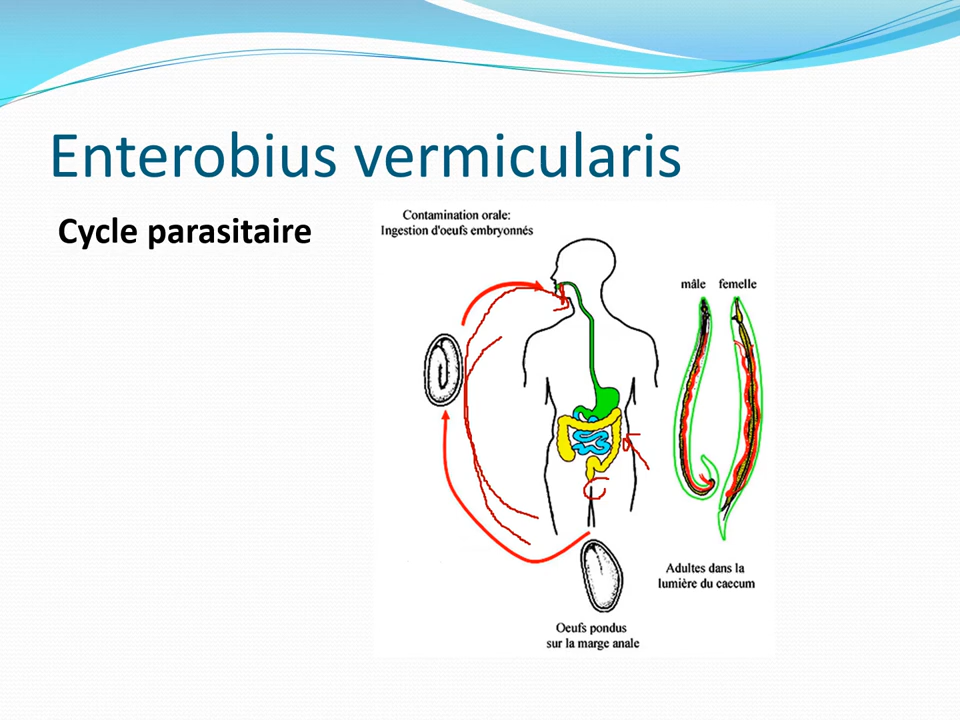 Enterobius vermicularis
Cycle parasitaire
Contamination orale:
Ingestion d'oeufs embryonnés
mâle femelle
Adultes dans la
lumière du caecum
Oeufs pondus
sur la marge anale